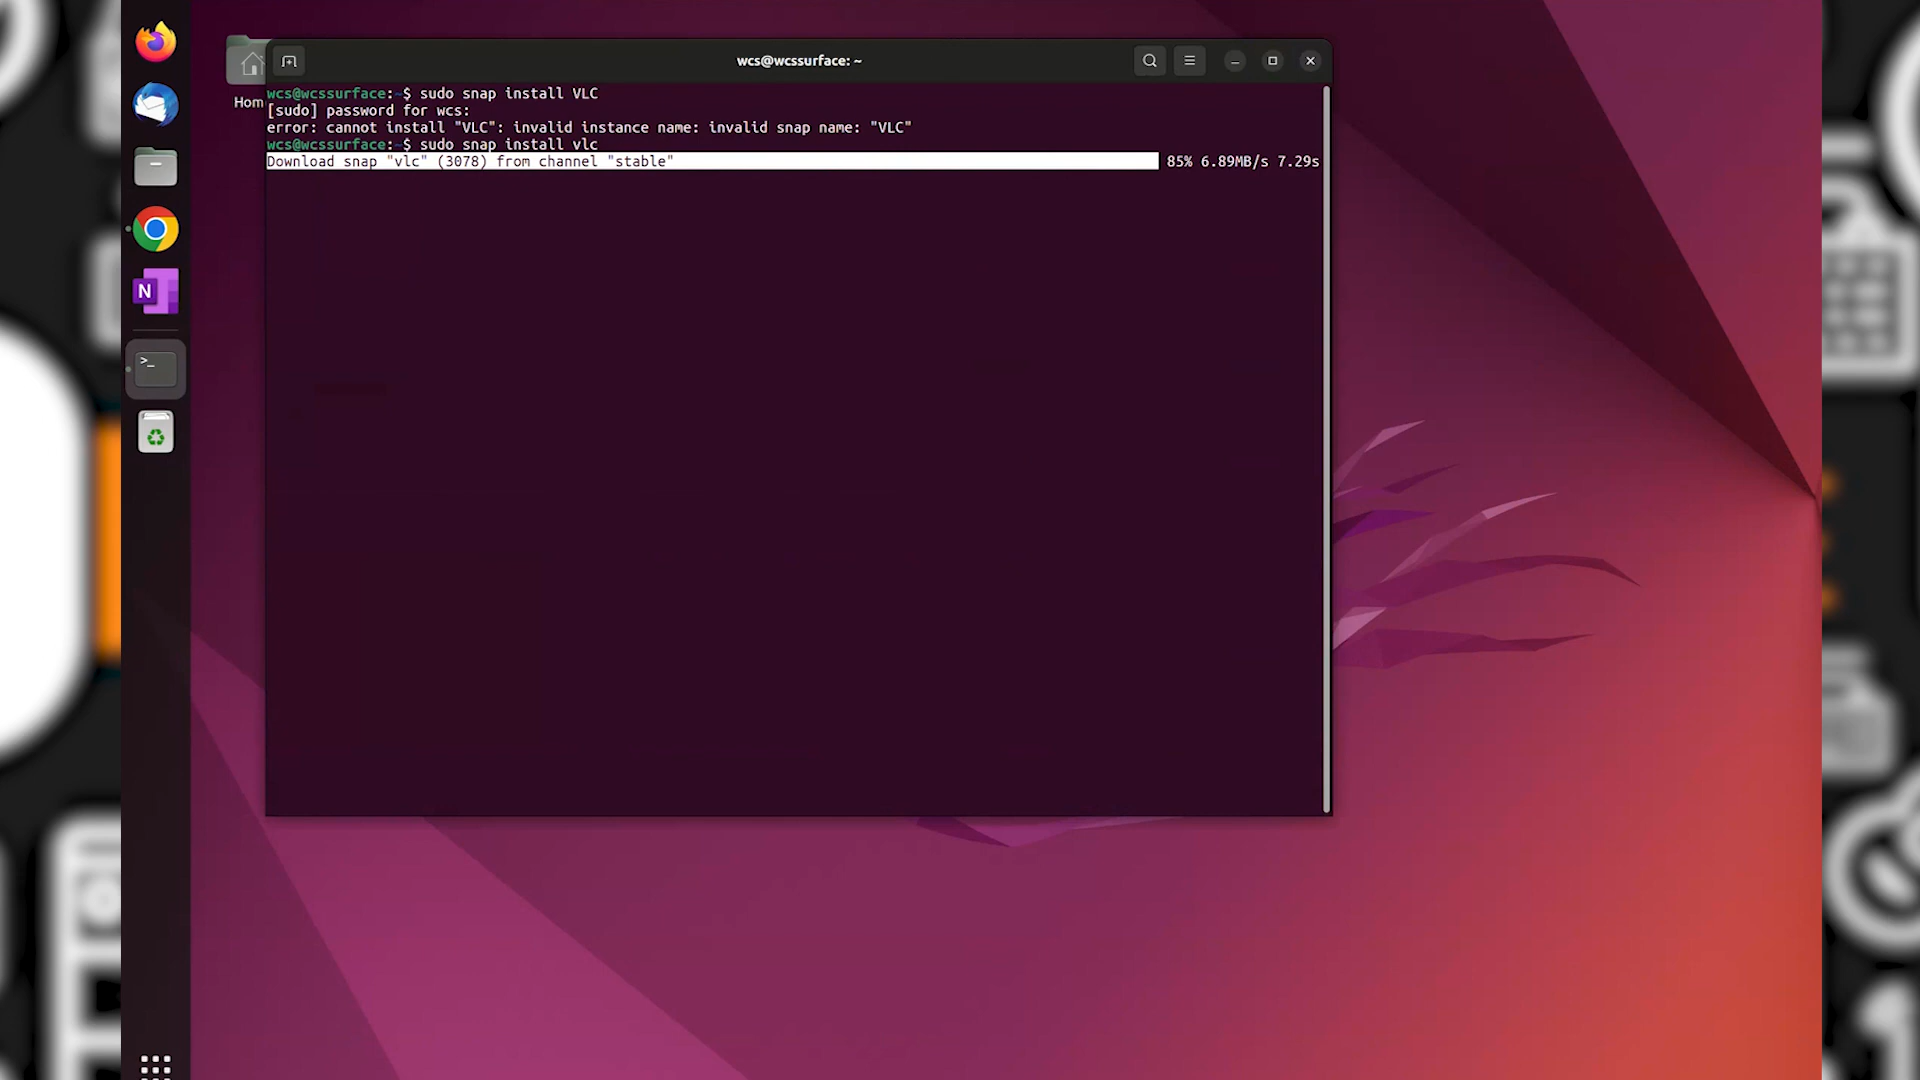 wcs@wcssurface: ~
Hom
wcs@wcssurface:~$ sudo snap install VLC
[sudo] password for wcs:
error: cannot install "VLC": invalid instance name: invalid snap name: "VLC"
wcs@wcssurface:~$ sudo snap install vlc
Download snap "vlc" (3078) from channel "stable" 85% 6.89MB/s 7.29s
N
>_